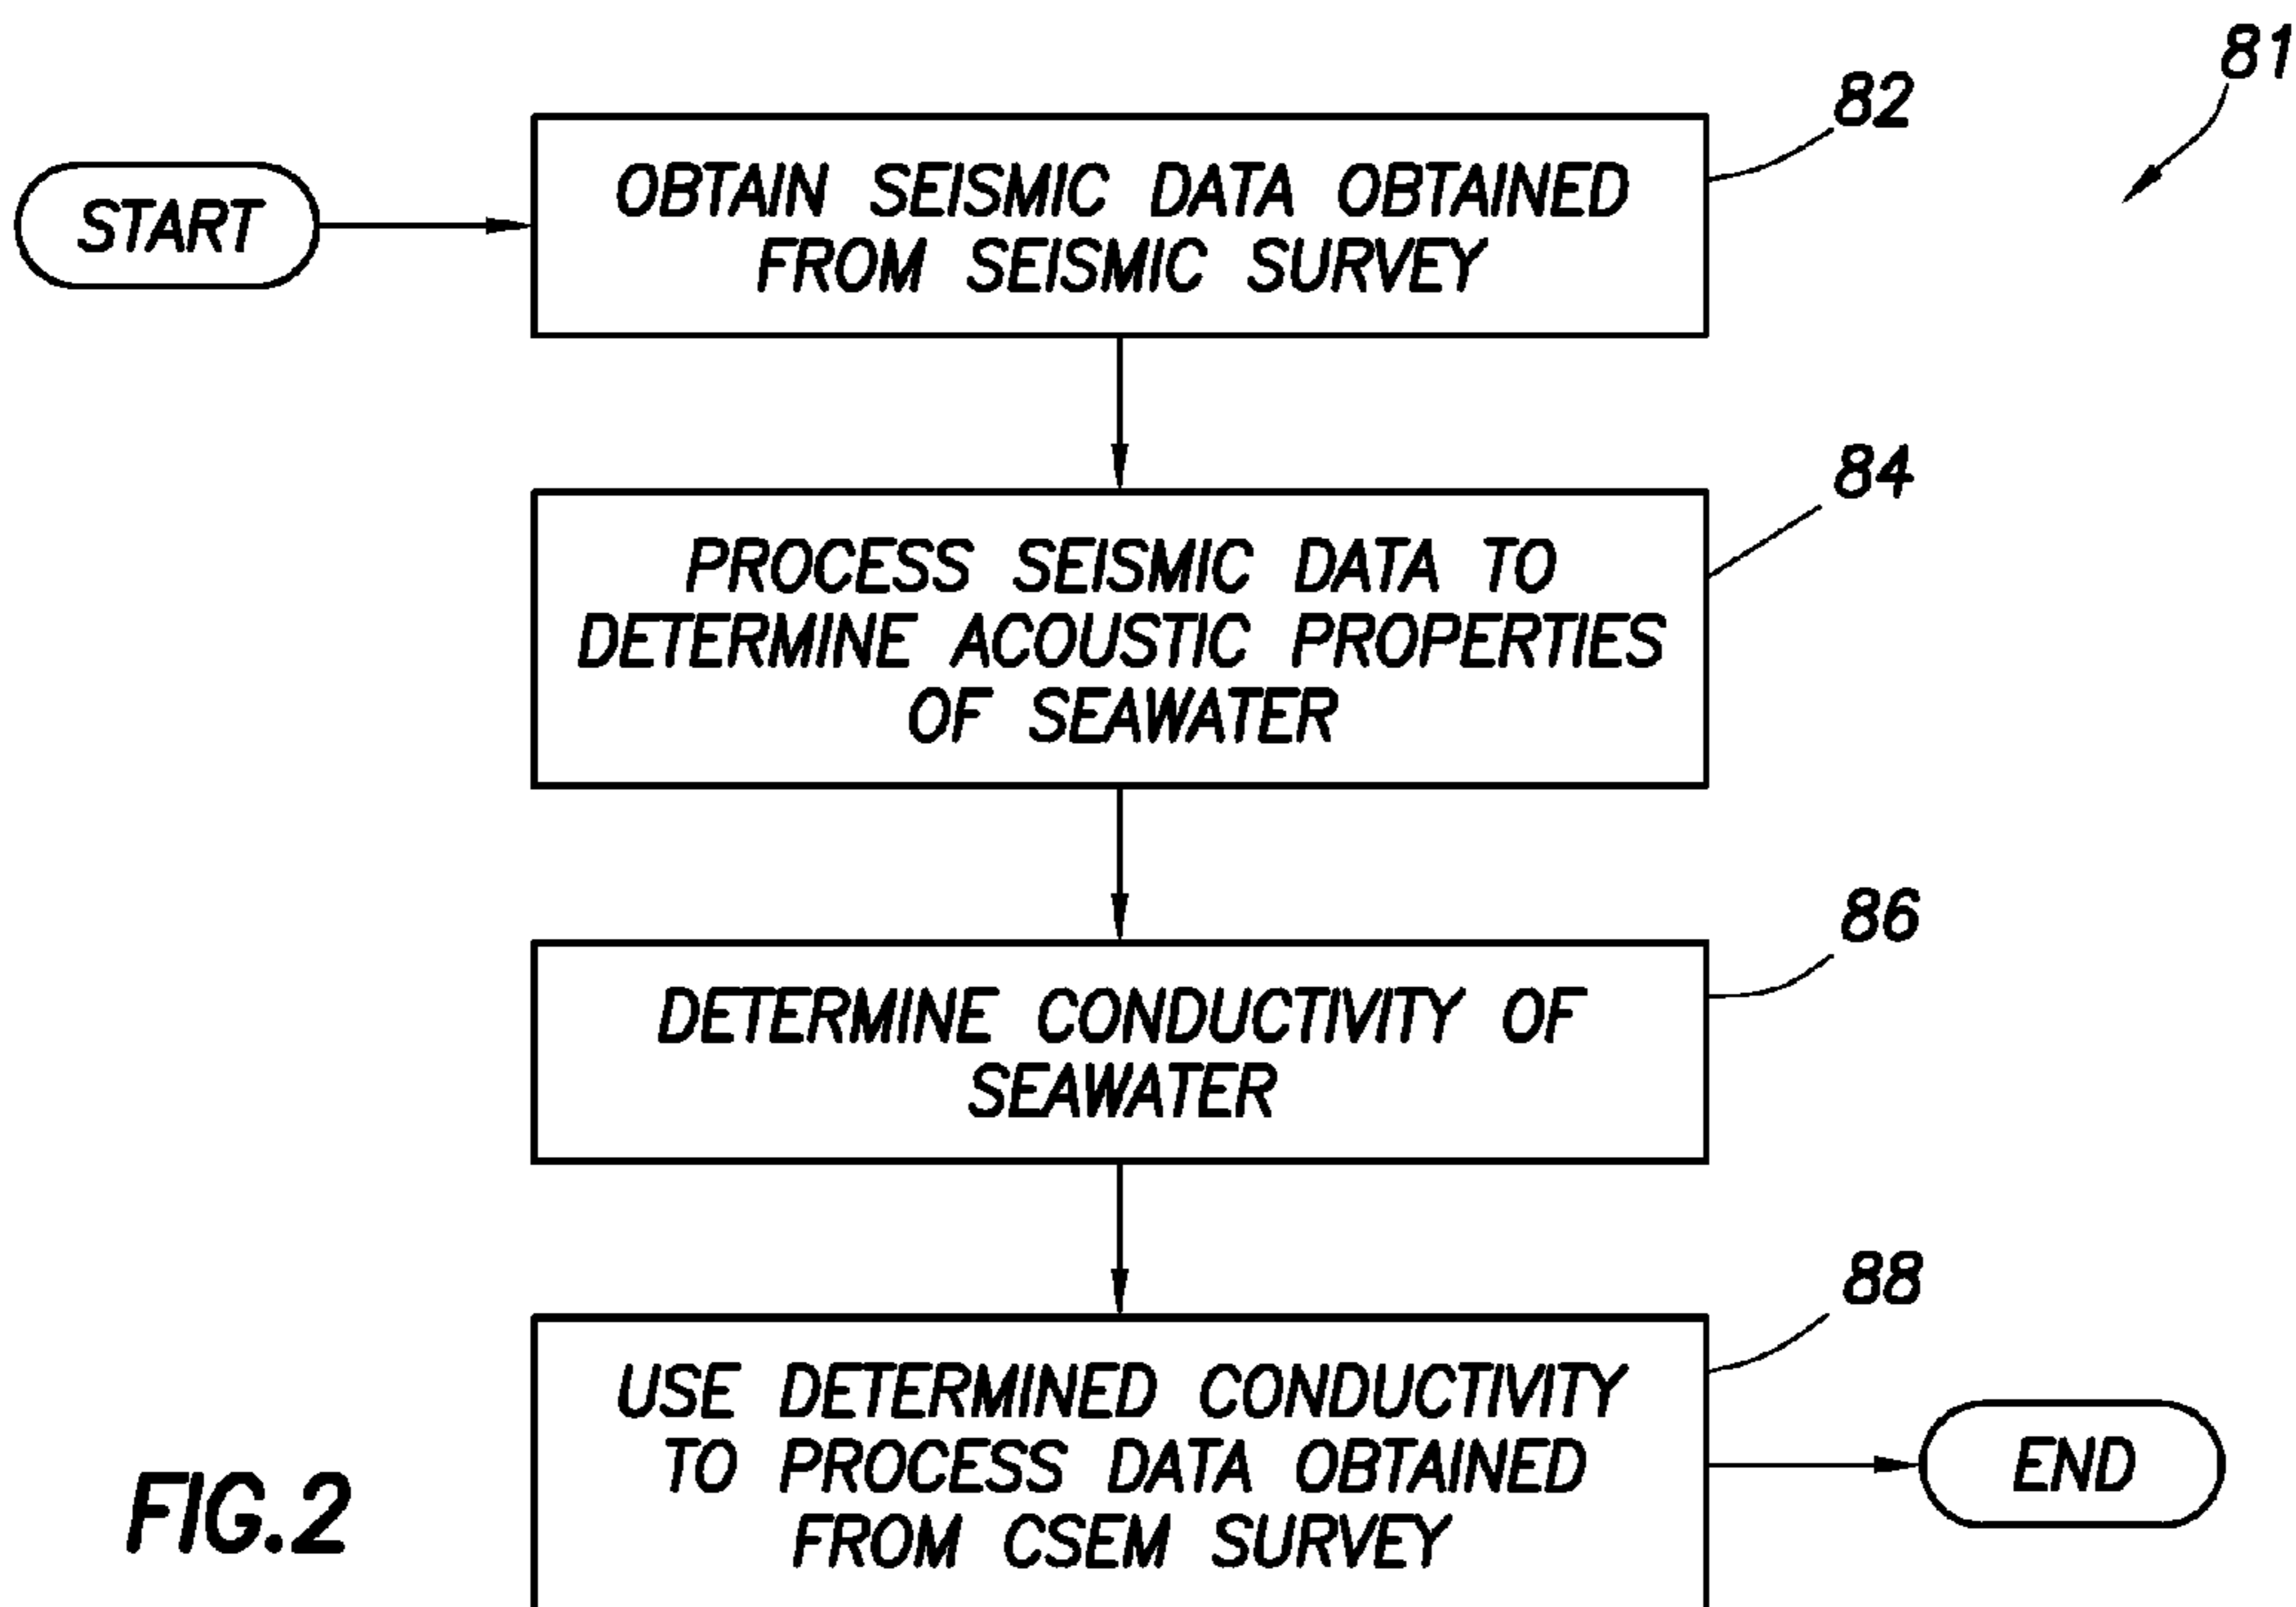 81
82
START
OBTAIN SEISMIC DATA OBTAINED
FROM SEISMIC SURVEY
84
PROCESS SEISMIC DATA TO
DETERMINE ACOUSTIC PROPERTIES
OF SEAWATER
86
DETERMINE CONDUCTIVITY OF
SEAWATER
88
USE DETERMINED CONDUCTIVITY
TO PROCESS DATA OBTAINED
FROM CSEM SURVEY
END
FIG.2